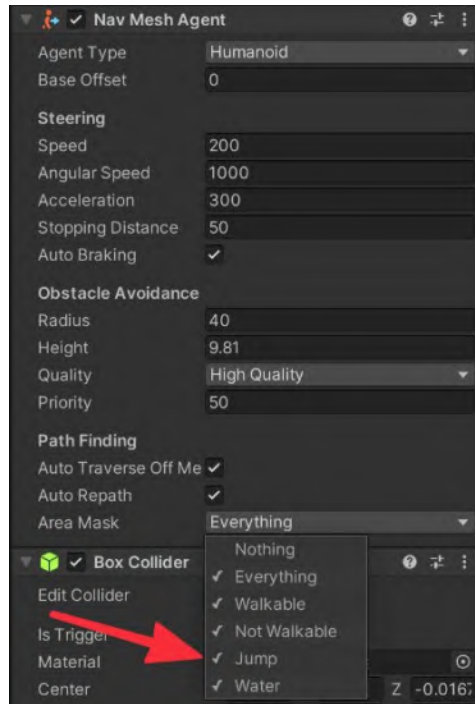 Nav Mesh Agent
Agent Type Humanoid
Base Offset 0
Steering
Speed 200
Angular Speed 1000
Acceleration 300
Stopping Distance 50
Auto Braking
Obstacle Avoidance
Radius 40
Height 9.81
Quality High Quality
Priority 50
Path Finding
Auto Traverse Off Me
Auto Repath
Area Mask Everything
Nothing
Box Collider
Everything
Edit Collider
Walkable
Is Trigger Not Walkable
Material Jump
Center Water Z -0.0167